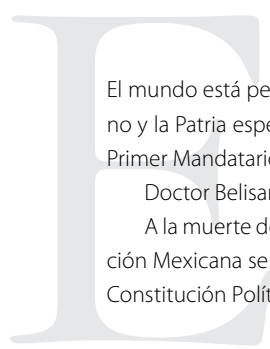 E
El mundo está pe
no y la Patria espe
Primer Mandatari
Doctor Belisar
A la muerte d
ción Mexicana se
Constitución Polít